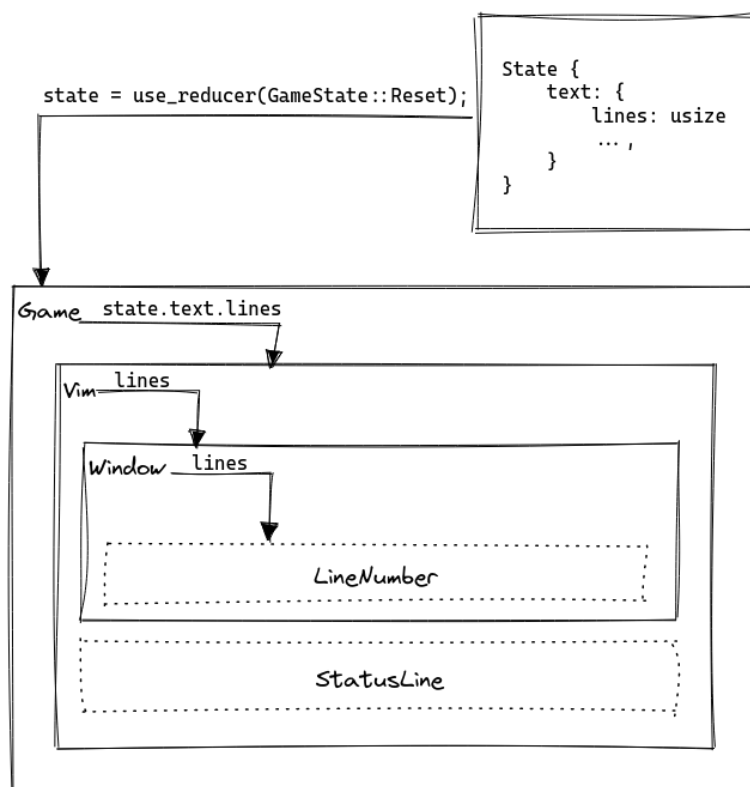 state = use_reducer(GameState::Reset);
State {
    text: {
        lines: usize
        ...,
    }
}
Game state.text.lines
Vim lines
Window lines
LineNumber
StatusLine